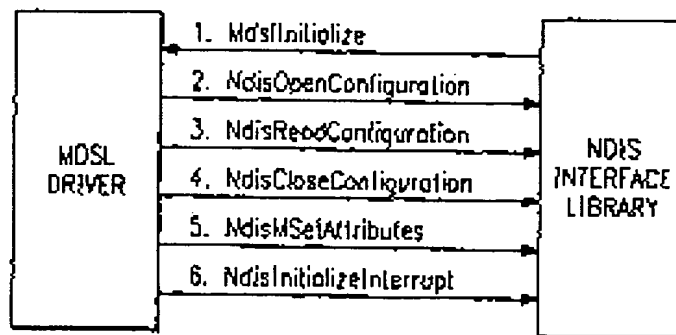 1. MdslInitialize
2. NdisOpenConfiguration
3. NdisReadConfiguration
4. NdisCloseConfiguration
5. NdisMSetAttributes
6. NdisInitializeInterrupt
MDSL
DRIVER
NDIS
INTERFACE
LIBRARY